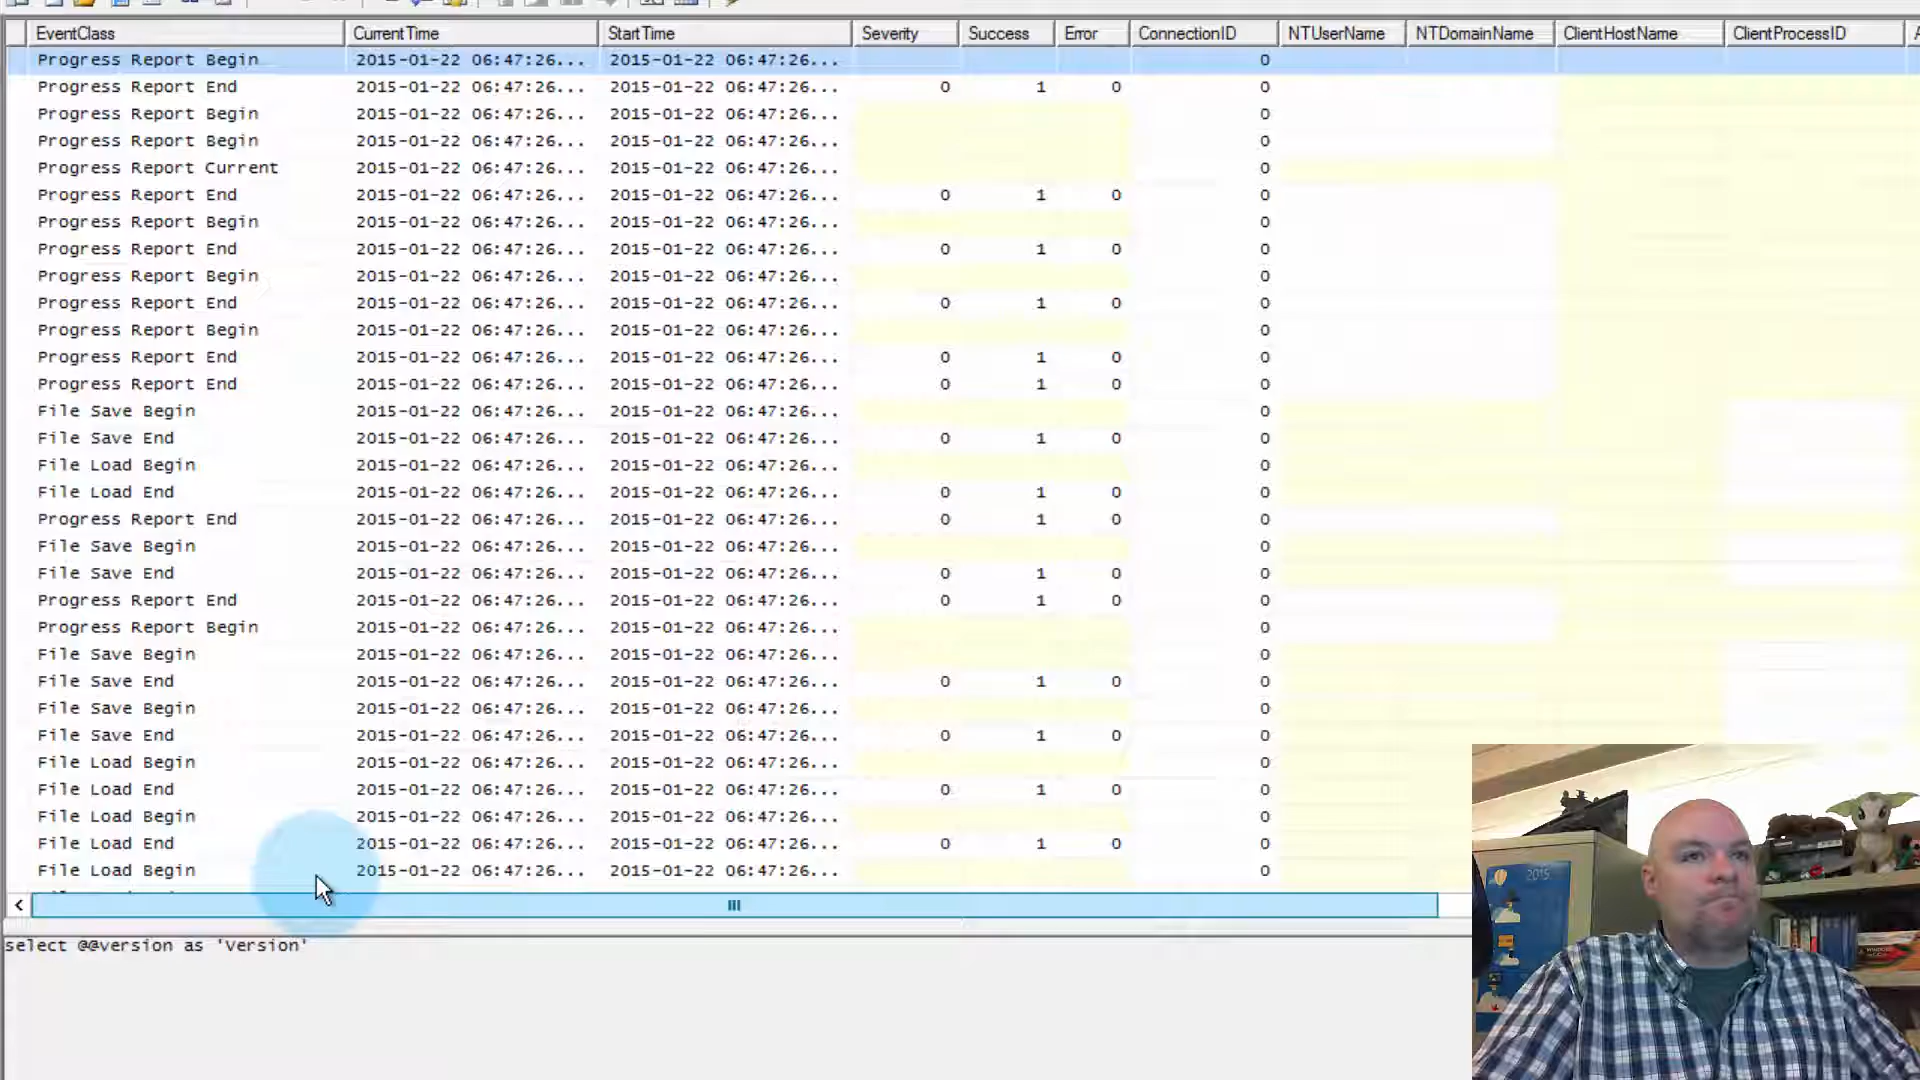 EventClass CurrentTime StartTime Severity Success Error ConnectionID NTUserName NTDomainName ClientHostName ClientProcessID
Progress Report Begin 2015-01-22 06:47:26... 2015-01-22 06:47:26... 0
Progress Report End 2015-01-22 06:47:26... 2015-01-22 06:47:26... 0 1 0 0
Progress Report Begin 2015-01-22 06:47:26... 2015-01-22 06:47:26... 0
Progress Report Begin 2015-01-22 06:47:26... 2015-01-22 06:47:26... 0
Progress Report Current 2015-01-22 06:47:26... 2015-01-22 06:47:26... 0
Progress Report End 2015-01-22 06:47:26... 2015-01-22 06:47:26... 0 1 0 0
Progress Report Begin 2015-01-22 06:47:26... 2015-01-22 06:47:26... 0
Progress Report End 2015-01-22 06:47:26... 2015-01-22 06:47:26... 0 1 0 0
Progress Report Begin 2015-01-22 06:47:26... 2015-01-22 06:47:26... 0
Progress Report End 2015-01-22 06:47:26... 2015-01-22 06:47:26... 0 1 0 0
Progress Report Begin 2015-01-22 06:47:26... 2015-01-22 06:47:26... 0
Progress Report End 2015-01-22 06:47:26... 2015-01-22 06:47:26... 0 1 0 0
Progress Report End 2015-01-22 06:47:26... 2015-01-22 06:47:26... 0 1 0 0
File Save Begin 2015-01-22 06:47:26... 2015-01-22 06:47:26... 0
File Save End 2015-01-22 06:47:26... 2015-01-22 06:47:26... 0 1 0 0
File Load Begin 2015-01-22 06:47:26... 2015-01-22 06:47:26... 0
File Load End 2015-01-22 06:47:26... 2015-01-22 06:47:26... 0 1 0 0
Progress Report End 2015-01-22 06:47:26... 2015-01-22 06:47:26... 0 1 0 0
File Save Begin 2015-01-22 06:47:26... 2015-01-22 06:47:26... 0
File Save End 2015-01-22 06:47:26... 2015-01-22 06:47:26... 0 1 0 0
Progress Report End 2015-01-22 06:47:26... 2015-01-22 06:47:26... 0 1 0 0
Progress Report Begin 2015-01-22 06:47:26... 2015-01-22 06:47:26... 0
File Save Begin 2015-01-22 06:47:26... 2015-01-22 06:47:26... 0
File Save End 2015-01-22 06:47:26... 2015-01-22 06:47:26... 0 1 0 0
File Save Begin 2015-01-22 06:47:26... 2015-01-22 06:47:26... 0
File Save End 2015-01-22 06:47:26... 2015-01-22 06:47:26... 0 1 0 0
File Load Begin 2015-01-22 06:47:26... 2015-01-22 06:47:26... 0
File Load End 2015-01-22 06:47:26... 2015-01-22 06:47:26... 0 1 0 0
File Load Begin 2015-01-22 06:47:26... 2015-01-22 06:47:26... 0
File Load End 2015-01-22 06:47:26... 2015-01-22 06:47:26... 0 1 0 0
File Load Begin 2015-01-22 06:47:26... 2015-01-22 06:47:26... 0
select @@version as 'Version'
2015